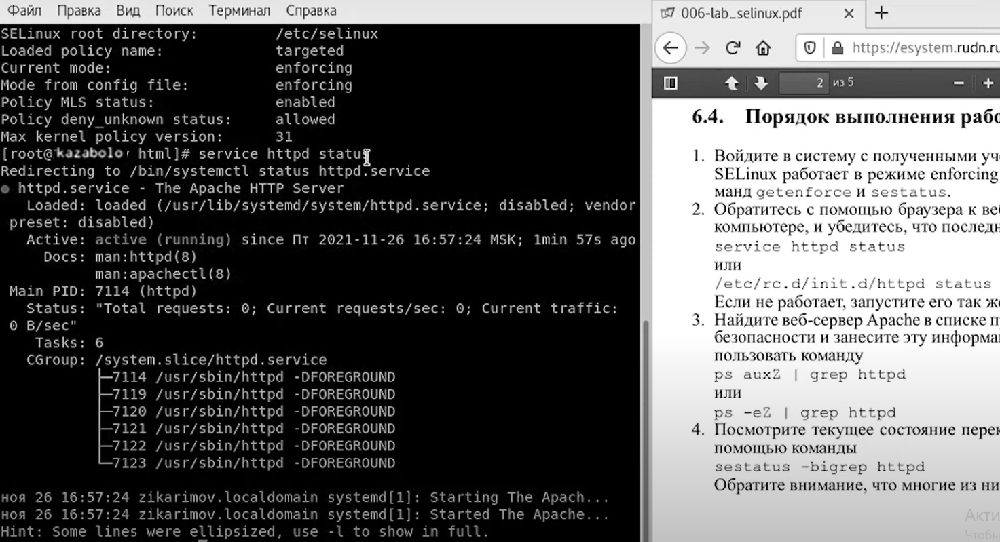 Файл Правка Вид Поиск Терминал Справка
SELinux root directory: /etc/selinux
Loaded policy name: targeted
Current mode: enforcing
Mode from config file: enforcing
Policy MLS status: enabled
Policy deny_unknown status: allowed
Max kernel policy version: 31
[root@kazabolo html]# service httpd status
Redirecting to /bin/systemctl status httpd.service
● httpd.service - The Apache HTTP Server
Loaded: loaded (/usr/lib/systemd/system/httpd.service; disabled; vendor
preset: disabled)
Active: active (running) since Пт 2021-11-26 16:57:24 MSK; 1min 57s ago
Docs: man:httpd(8)
man:apachectl(8)
Main PID: 7114 (httpd)
Status: "Total requests: 0; Current requests/sec: 0; Current traffic:
0 B/sec"
Tasks: 6
CGroup: /system.slice/httpd.service
├─7114 /usr/sbin/httpd -DFOREGROUND
├─7119 /usr/sbin/httpd -DFOREGROUND
├─7120 /usr/sbin/httpd -DFOREGROUND
├─7121 /usr/sbin/httpd -DFOREGROUND
├─7122 /usr/sbin/httpd -DFOREGROUND
└─7123 /usr/sbin/httpd -DFOREGROUND
ноя 26 16:57:24 zikarimov.localdomain systemd[1]: Starting The Apach...
ноя 26 16:57:24 zikarimov.localdomain systemd[1]: Started The Apache...
Hint: Some lines were ellipsized, use -l to show in full.
006-lab_selinux.pdf
https://esystem.rudn.ru
2 из 5
6.4. Порядок выполнения рабо
1. Войдите в систему с полученными уч
SELinux работает в режиме enforcing
манд getenforce и sestatus.
2. Обратитесь с помощью браузера к ве
компьютере, и убедитесь, что последн
service httpd status
или
/etc/rc.d/init.d/httpd status
Если не работает, запустите его так ж
3. Найдите веб-сервер Apache в списке п
безопасности и занесите эту информа
пользовать команду
ps auxZ | grep httpd
или
ps -eZ | grep httpd
4. Посмотрите текущее состояние перек
помощью команды
sestatus -bigrep httpd
Обратите внимание, что многие из ни
Акти
Чтобы